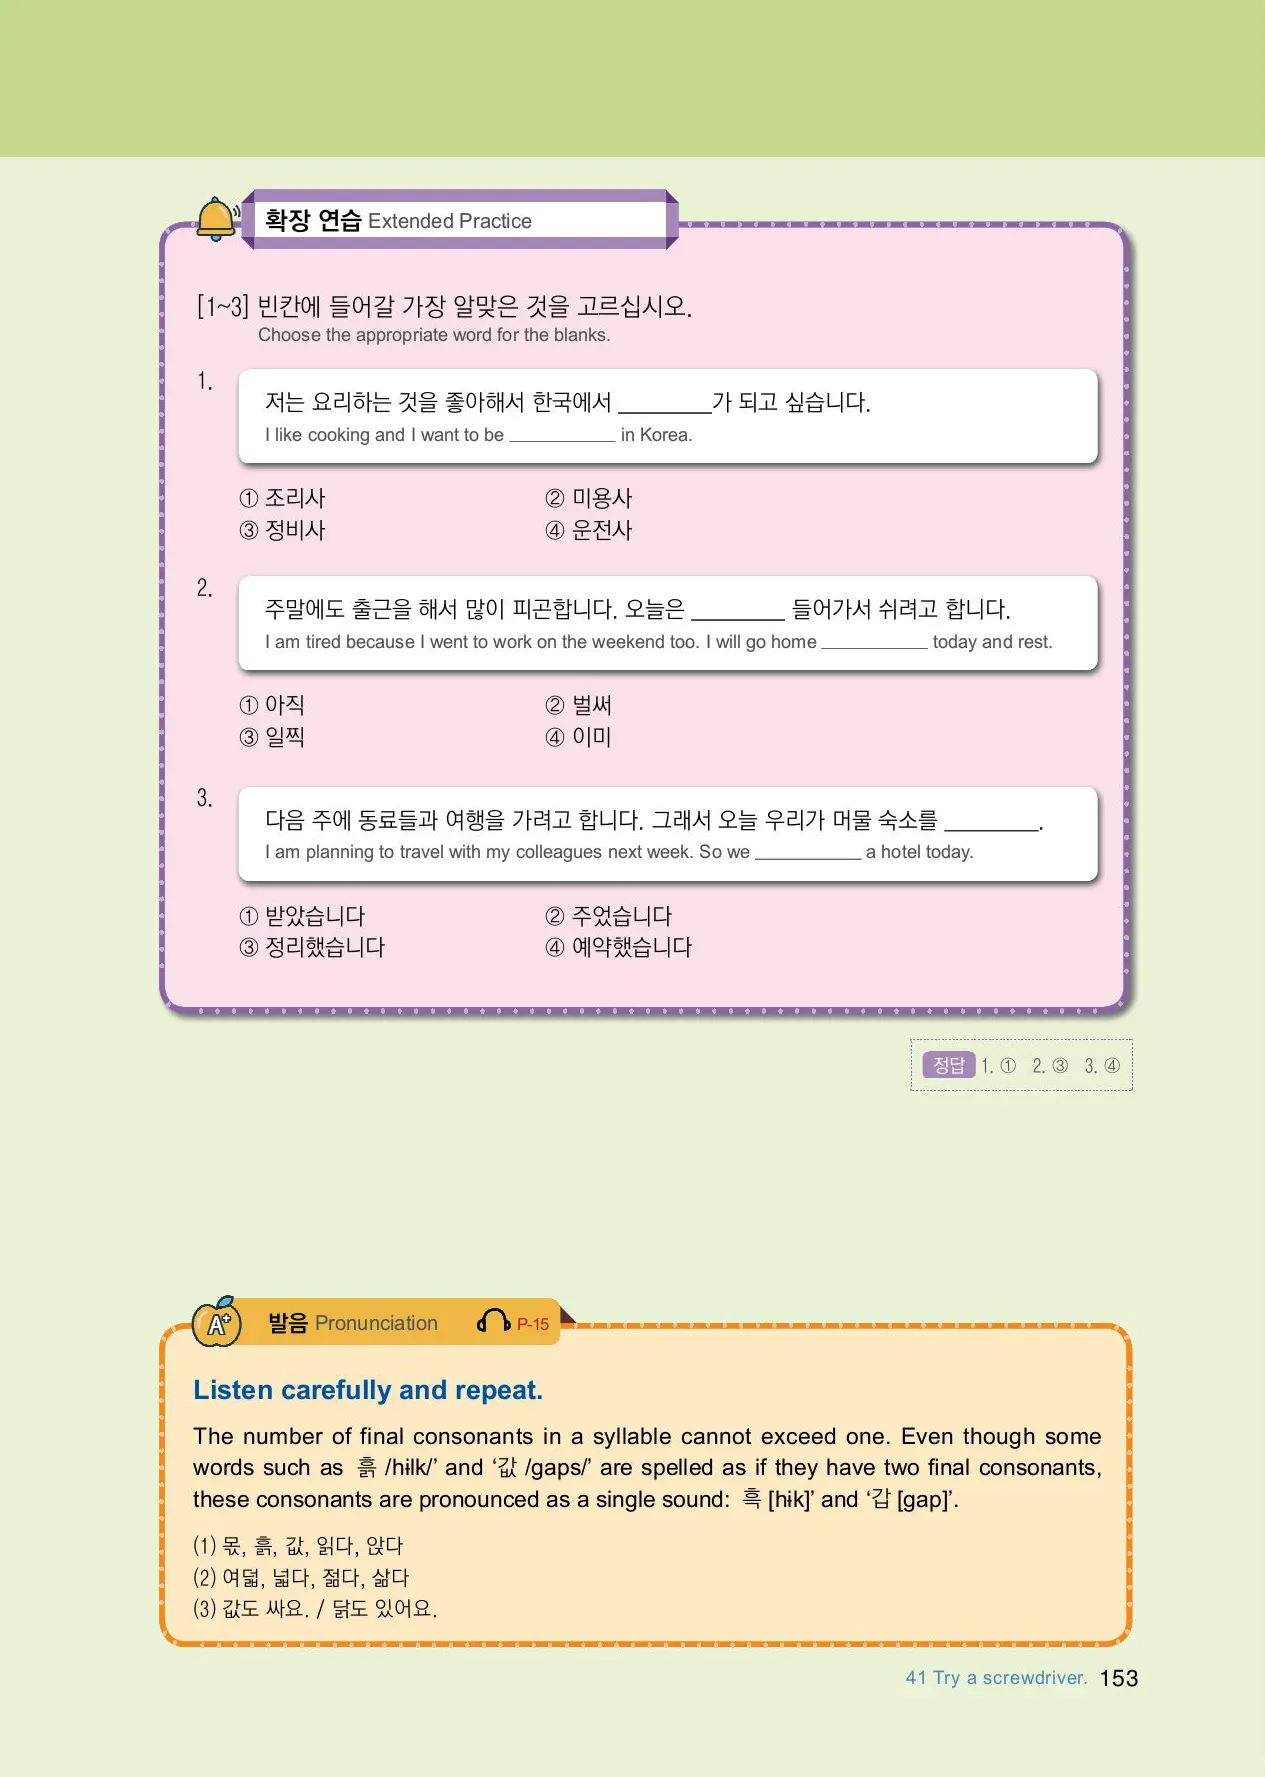 확장 연습 Extended Practice
[1~3] 빈칸에 들어갈 가장 알맞은 것을 고르십시오.
Choose the appropriate word for the blanks.
1.
저는 요리하는 것을 좋아해서 한국에서 ________가 되고 싶습니다.
I like cooking and I want to be __________ in Korea.
① 조리사 ② 미용사
③ 정비사 ④ 운전사
2.
주말에도 출근을 해서 많이 피곤합니다. 오늘은 ________ 들어가서 쉬려고 합니다.
I am tired because I went to work on the weekend too. I will go home __________ today and rest.
① 아직 ② 벌써
③ 일찍 ④ 이미
3.
다음 주에 동료들과 여행을 가려고 합니다. 그래서 오늘 우리가 머물 숙소를 ________.
I am planning to travel with my colleagues next week. So we __________ a hotel today.
① 받았습니다 ② 주었습니다
③ 정리했습니다 ④ 예약했습니다
정답 1. ① 2. ③ 3. ④
A+ 발음 Pronunciation P-15
Listen carefully and repeat.
The number of final consonants in a syllable cannot exceed one. Even though some
words such as 흙 /hɨlk/’ and ‘값 /gaps/’ are spelled as if they have two final consonants,
these consonants are pronounced as a single sound: 흑 [hɨk]’ and ‘갑 [gap]’.
(1) 몫, 흙, 값, 읽다, 앉다
(2) 여덟, 넓다, 젊다, 삶다
(3) 값도 싸요. / 닭도 있어요.
41 Try a screwdriver. 153